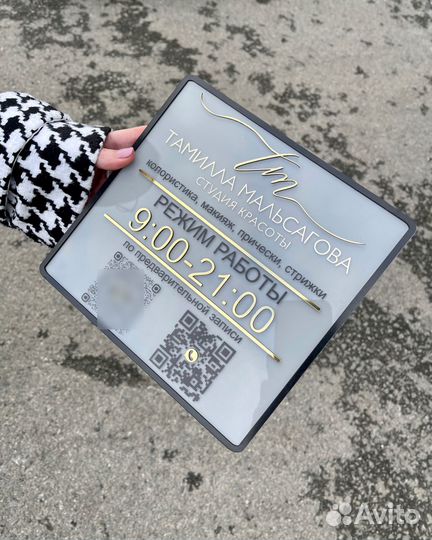 tm
ТАМИЛЛА МАЛЬСАГОВА
СТУДИЯ КРАСОТЫ
колористика, макияж, прически, стрижки
РЕЖИМ РАБОТЫ
9:00-21:00
по предварительной записи
Avito